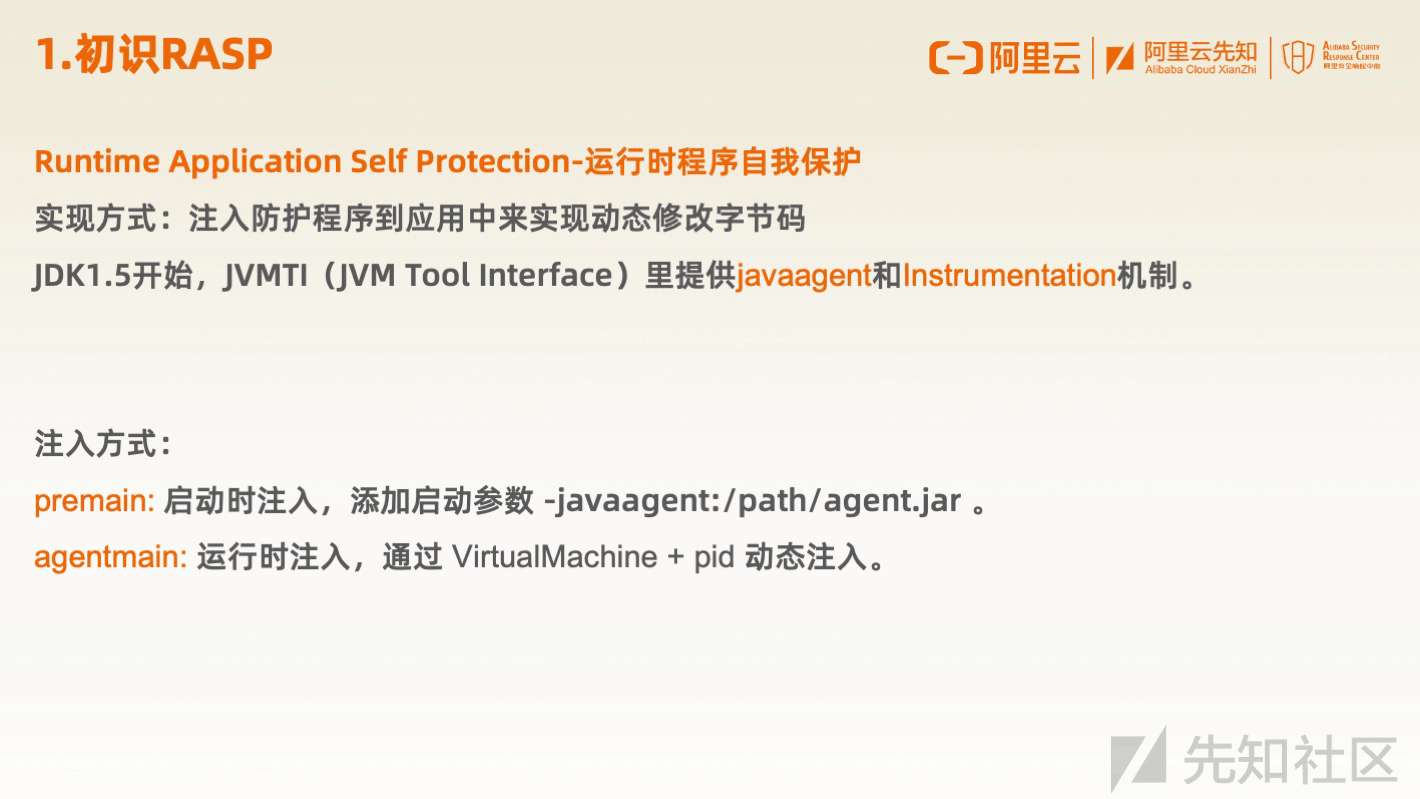 1.初识RASP
阿里云
阿里云先知
Alibaba Cloud XianZhi
ALIBABA SECURITY
RESPONSE CENTER
阿里安全响应中心
Runtime Application Self Protection-运行时程序自我保护
实现方式：注入防护程序到应用中来实现动态修改字节码
JDK1.5开始，JVMTI（JVM Tool Interface）里提供javaagent和Instrumentation机制。
注入方式：
premain: 启动时注入，添加启动参数 -javaagent:/path/agent.jar 。
agentmain: 运行时注入，通过 VirtualMachine + pid 动态注入。
先知社区